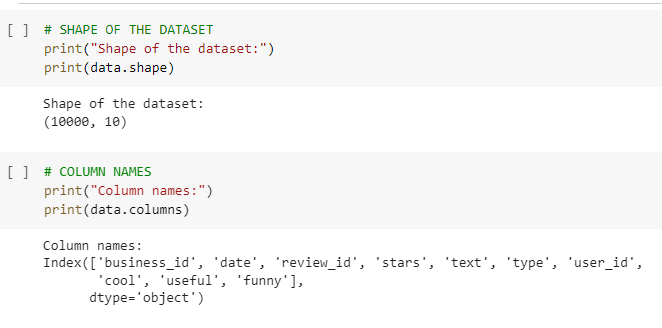 [ ] # SHAPE OF THE DATASET
print("Shape of the dataset:")
print(data.shape)
Shape of the dataset:
(10000, 10)
[ ] # COLUMN NAMES
print("Column names:")
print(data.columns)
Column names:
Index(['business_id', 'date', 'review_id', 'stars', 'text', 'type', 'user_id',
       'cool', 'useful', 'funny'],
      dtype='object')